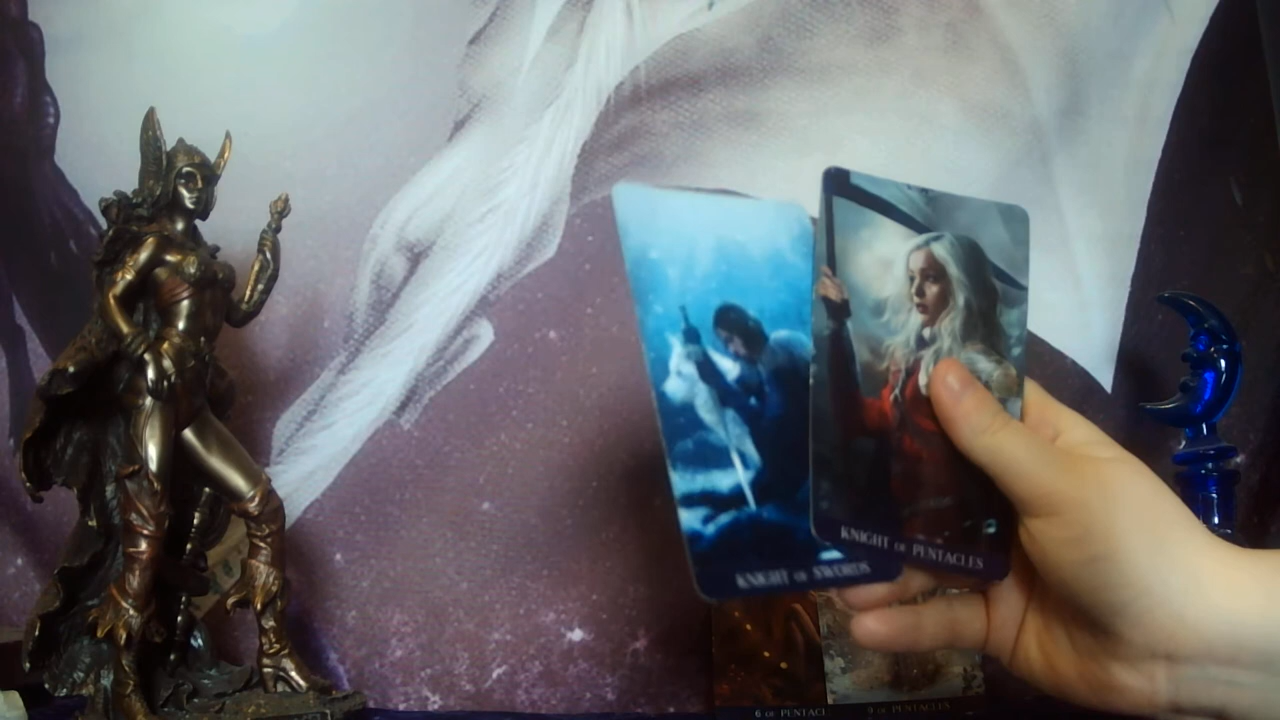 KNIGHT OF SWORDS
KNIGHT OF PENTACLES
6 OF PENTACL
9 OF PENTACLES